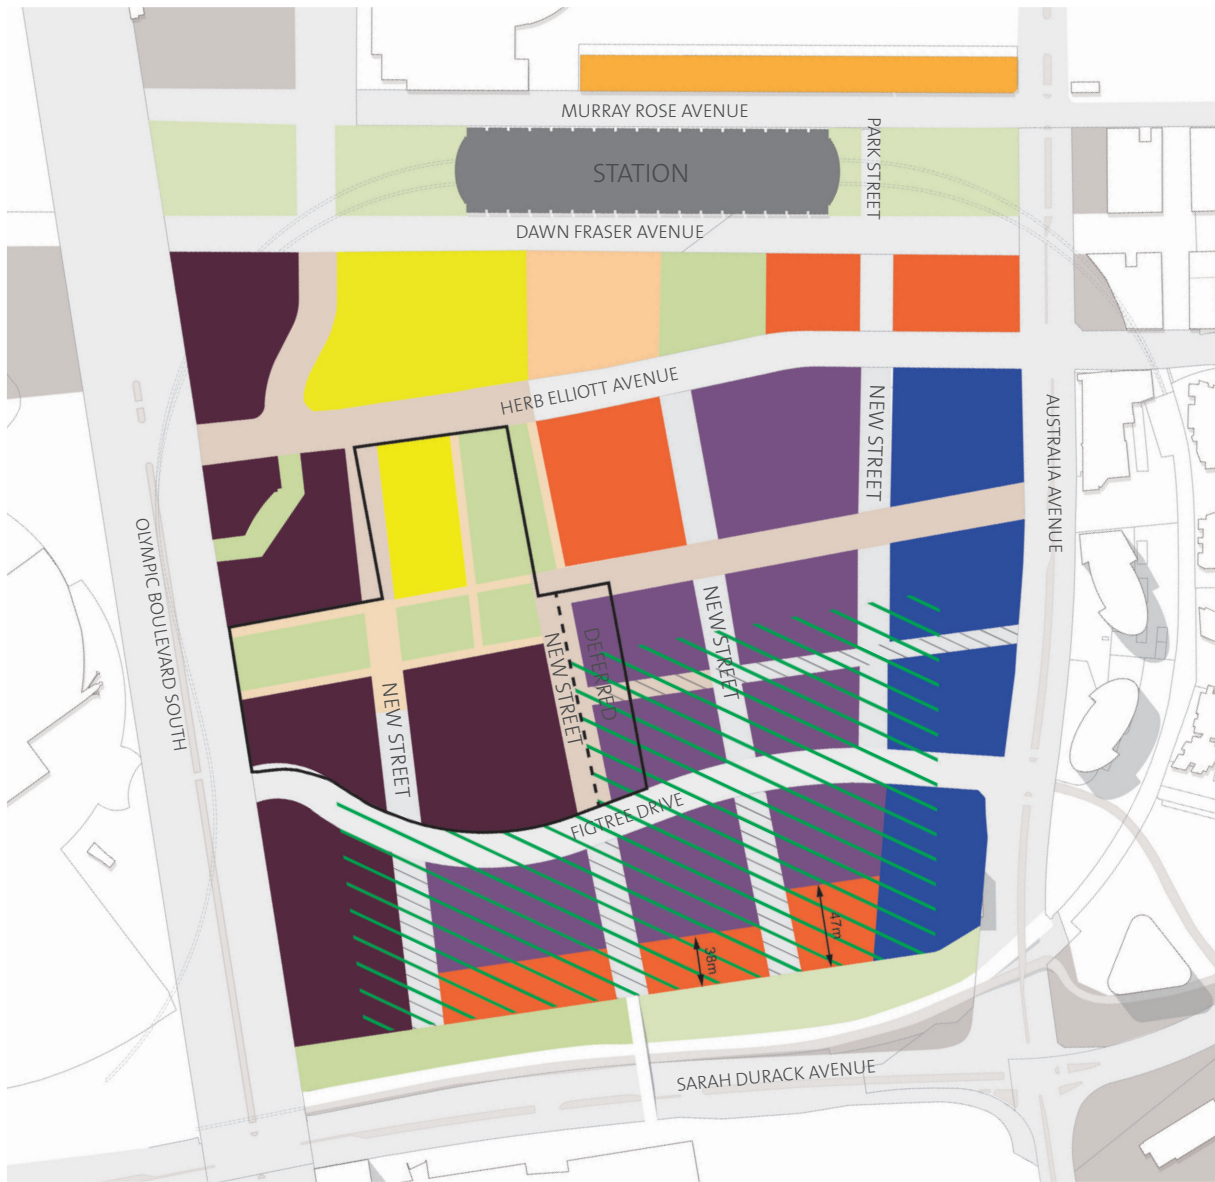 MURRAY ROSE AVENUE
PARK STREET
STATION
DAWN FRASER AVENUE
HERB ELLIOTT AVENUE
NEW STREET
AUSTRALIA AVENUE
OLYMPIC BOULEVARD SOUTH
NEW STREET
NEW STREET
DEFERRED
NEW STREET
FIGTREE DRIVE
47m
38m
SARAH DURACK AVENUE